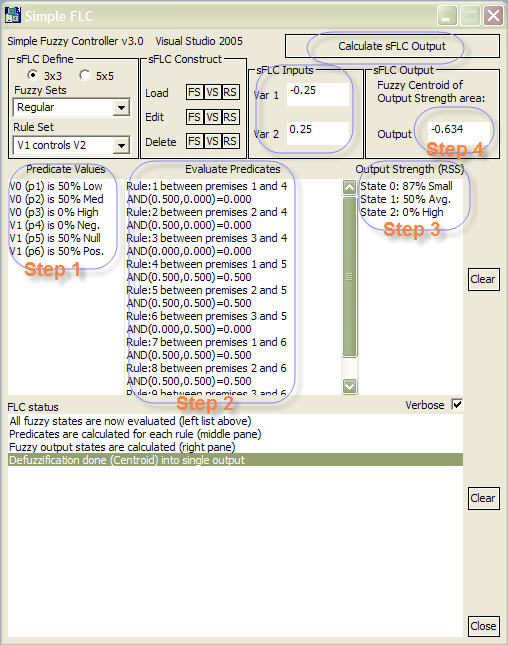 Simple FLC
Simple Fuzzy Controller v3.0 Visual Studio 2005
Calculate sFLC Output
sFLC Define
3x3 5x5
Fuzzy Sets
Regular
Rule Set
V1 controls V2
sFLC Construct
Load FS VS RS
Edit FS VS RS
Delete FS VS RS
sFLC Inputs
Var 1 -0.25
Var 2 0.25
sFLC Output
Fuzzy Centroid of
Output Strength area:
Output -0.634
Step 4
Predicate Values
V0 (p1) is 50% Low
V0 (p2) is 50% Med
V0 (p3) is 0% High
V1 (p4) is 0% Neg.
V1 (p5) is 50% Null
V1 (p6) is 50% Pos.
Step 1
Evaluate Predicates
Rule:1 between premises 1 and 4
AND(0.500,0.000)=0.000
Rule:2 between premises 2 and 4
AND(0.500,0.000)=0.000
Rule:3 between premises 3 and 4
AND(0.000,0.000)=0.000
Rule:4 between premises 1 and 5
AND(0.500,0.500)=0.500
Rule:5 between premises 2 and 5
AND(0.500,0.500)=0.500
Rule:6 between premises 3 and 5
AND(0.000,0.500)=0.000
Rule:7 between premises 1 and 6
AND(0.500,0.500)=0.500
Rule:8 between premises 2 and 6
AND(0.500,0.500)=0.500
Rule:9 between premises 3 and 6
Step 2
Output Strength (RSS)
State 0: 87% Small
State 1: 50% Avg.
State 2: 0% High
Step 3
Clear
FLC status
Verbose
All fuzzy states are now evaluated (left list above)
Predicates are calculated for each rule (middle pane)
Fuzzy output states are calculated (right pane)
Defuzzification done (Centroid) into single output
Clear
Close